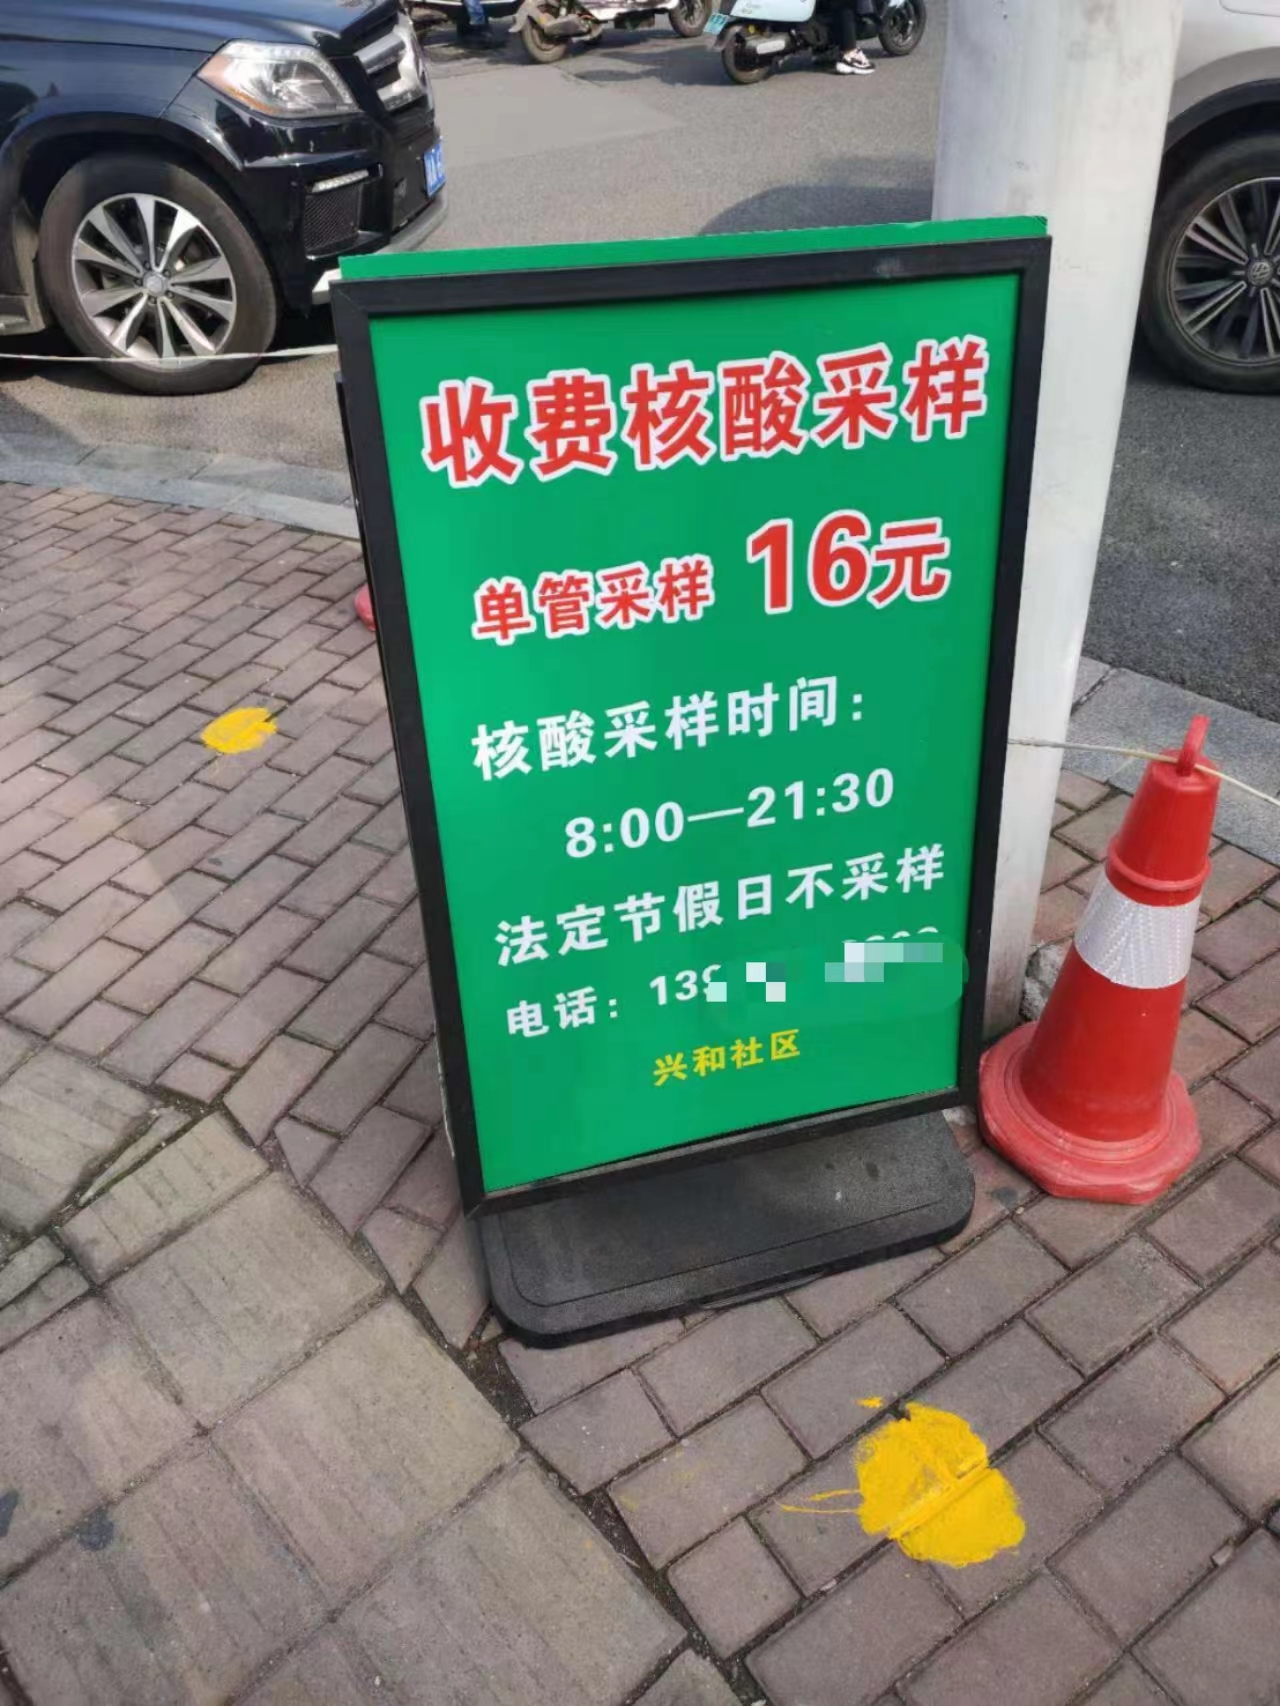 收费核酸采样
单管采样 16元
核酸采样时间：
8:00—21:30
法定节假日不采样
电话：139
兴和社区